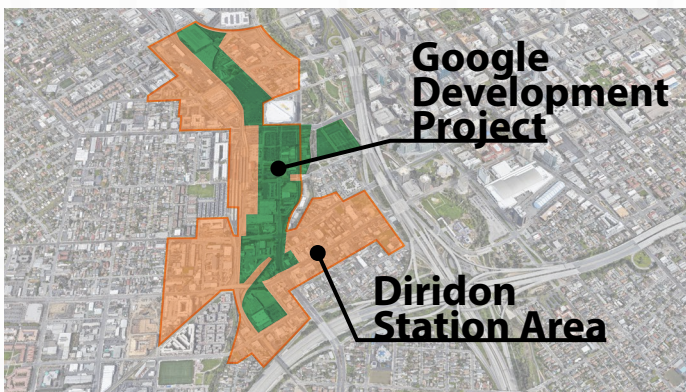 Google
Development
Project
Diridon
Station Area